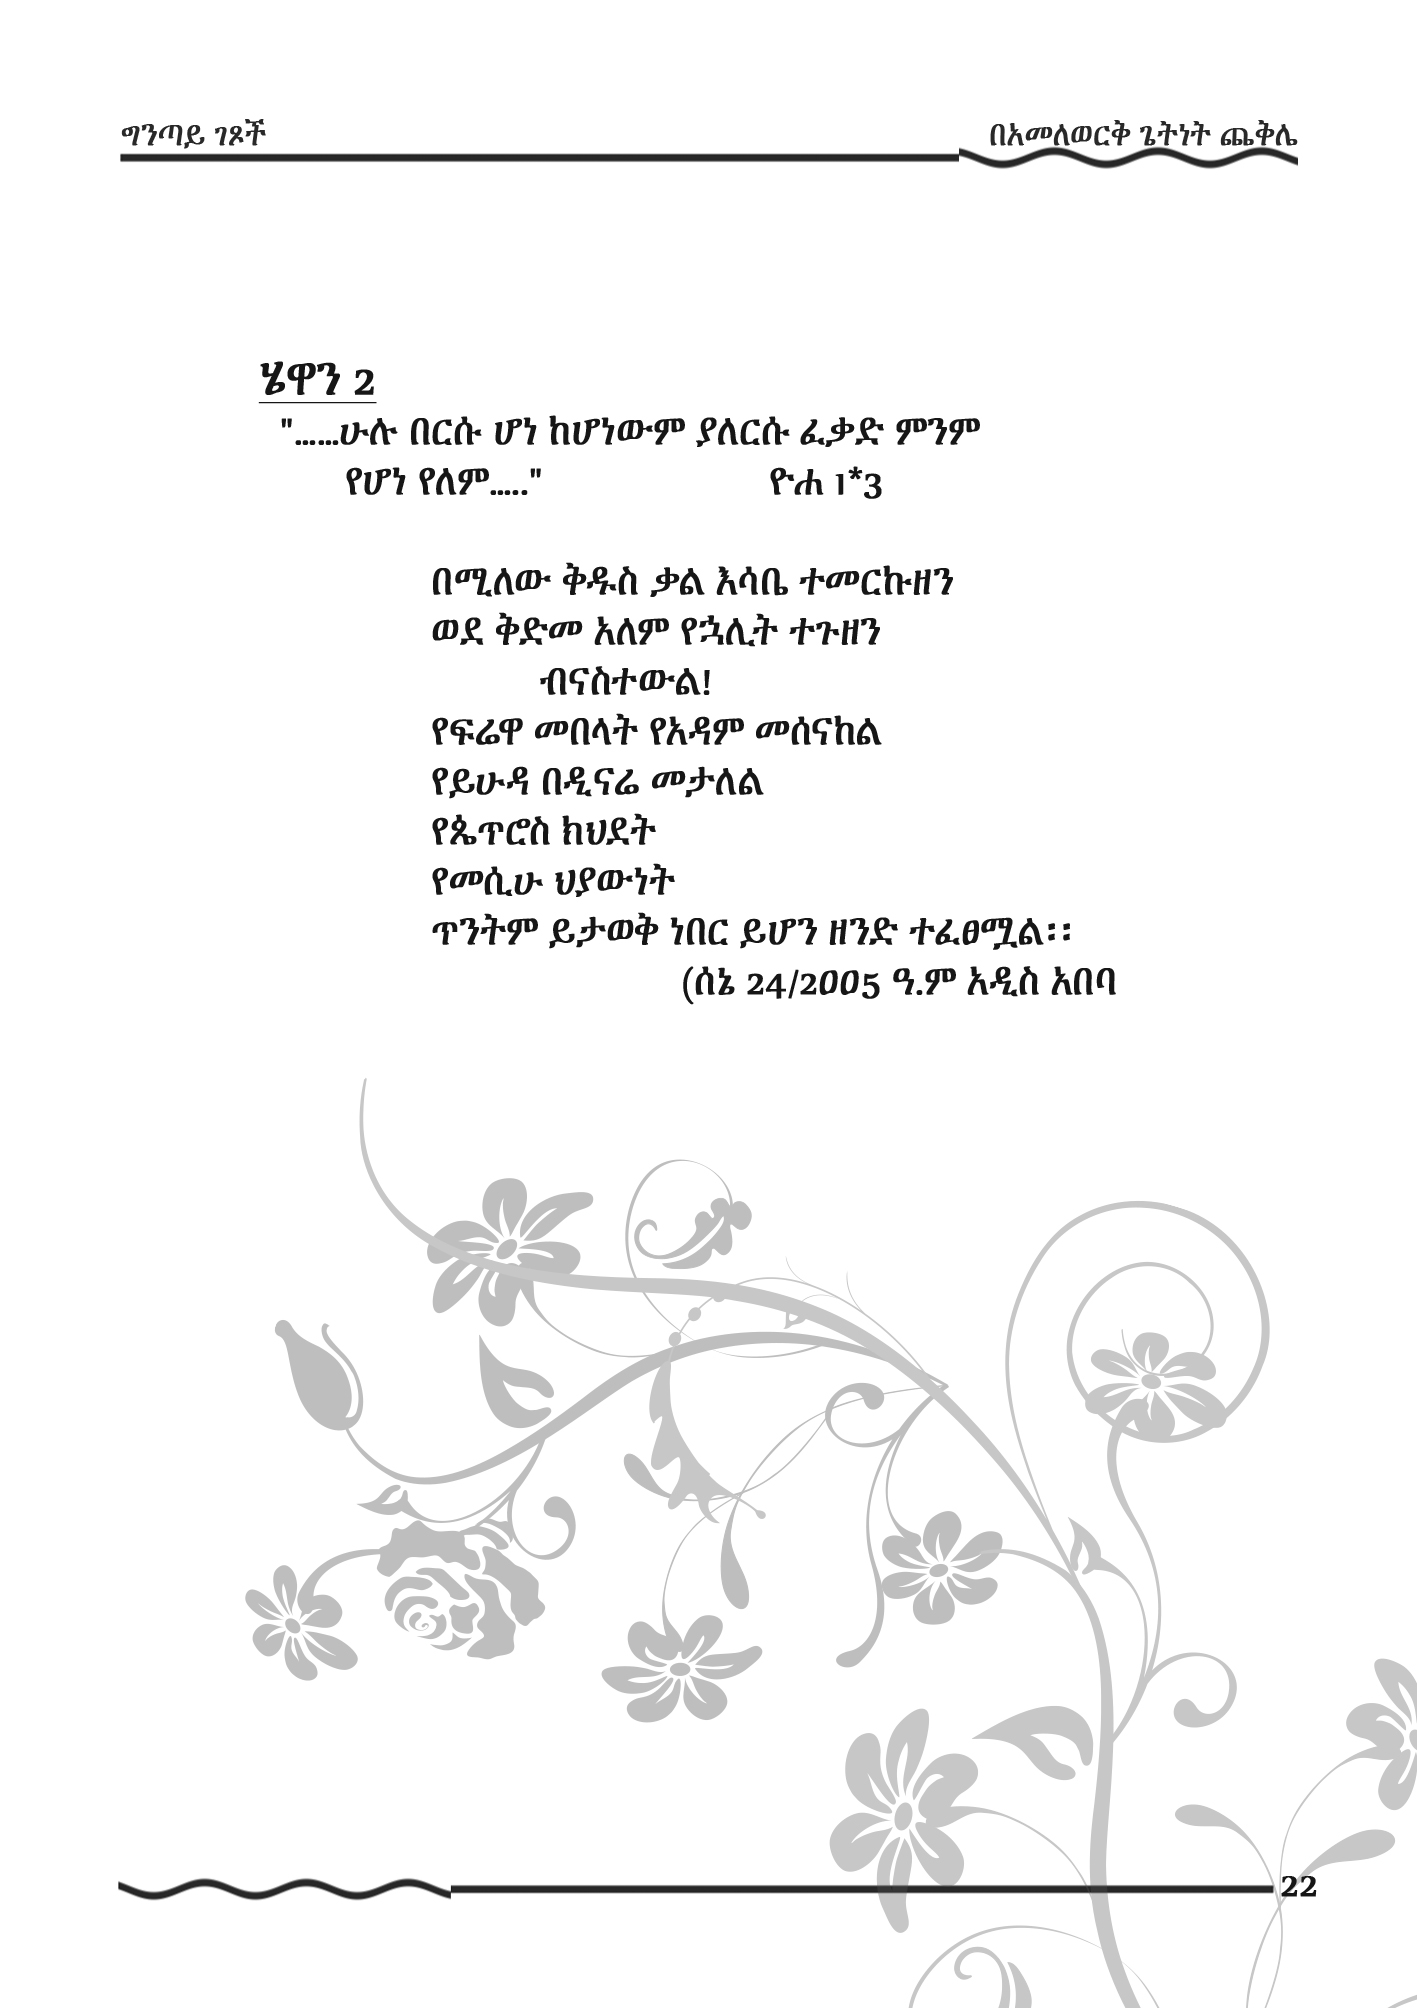 ግንጣይ ገጾች
በአመለወርቅ ጌትነት ጨቅሌ
ሄዋን 2
"......ሁሉ በርሱ ሆነ ከሆነውም ያለርሱ ፈቃድ ምንም
የሆነ የለም....." ዮሐ ፩*3
በሚለው ቅዱስ ቃል እሳቤ ተመርኩዘን
ወደ ቅድመ አለም የኋሊት ተጉዘን
ብናስተውል!
የፍሬዋ መበላት የአዳም መሰናከል
የይሁዳ በዲናሬ መታለል
የጴጥሮስ ክህደት
የመሲሁ ህያውነት
ጥንትም ይታወቅ ነበር ይሆን ዘንድ ተፈፀሟል፡፡
(ሰኔ 24/2005 ዓ.ም አዲስ አበባ
22